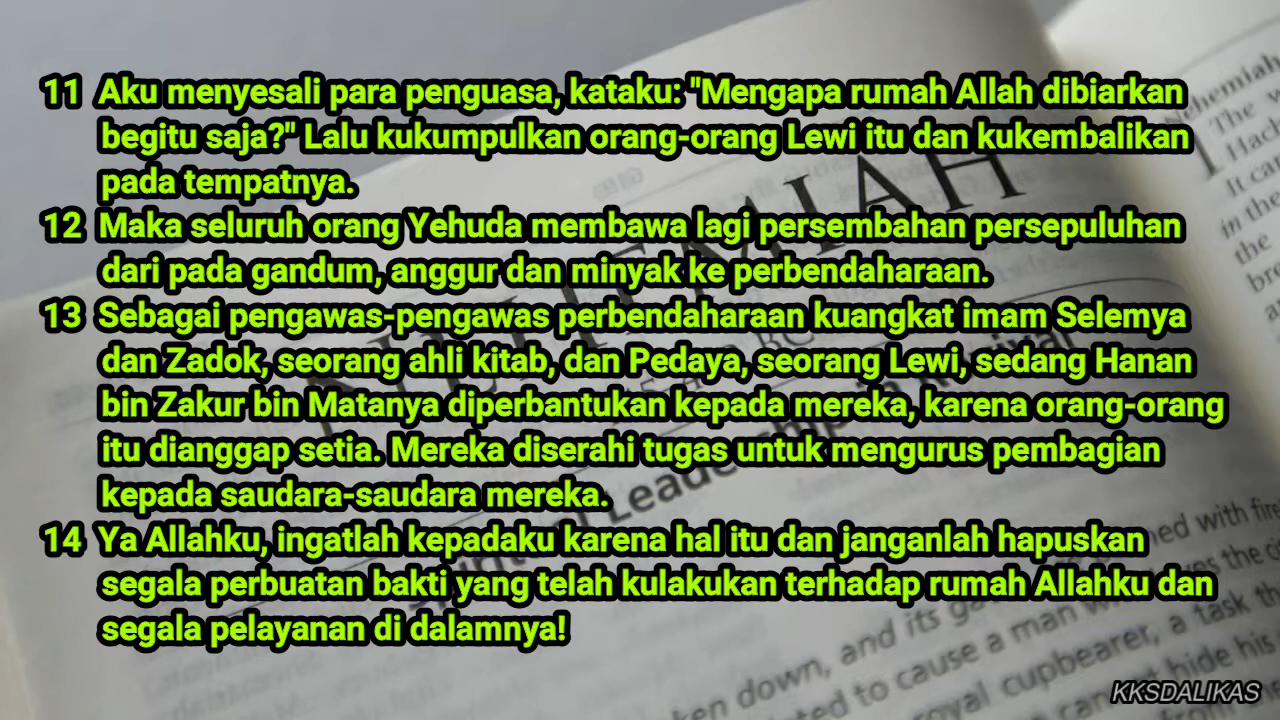 11 Aku menyesali para penguasa, kataku: "Mengapa rumah Allah dibiarkan
begitu saja?" Lalu kukumpulkan orang-orang Lewi itu dan kukembalikan
pada tempatnya.
12 Maka seluruh orang Yehuda membawa lagi persembahan persepuluhan
dari pada gandum, anggur dan minyak ke perbendaharaan.
13 Sebagai pengawas-pengawas perbendaharaan kuangkat imam Selemya
dan Zadok, seorang ahli kitab, dan Pedaya, seorang Lewi, sedang Hanan
bin Zakur bin Matanya diperbantukan kepada mereka, karena orang-orang
itu dianggap setia. Mereka diserahi tugas untuk mengurus pembagian
kepada saudara-saudara mereka.
14 Ya Allahku, ingatlah kepadaku karena hal itu dan janganlah hapuskan
segala perbuatan bakti yang telah kulakukan terhadap rumah Allahku dan
segala pelayanan di dalamnya!
KKSDALIKAS